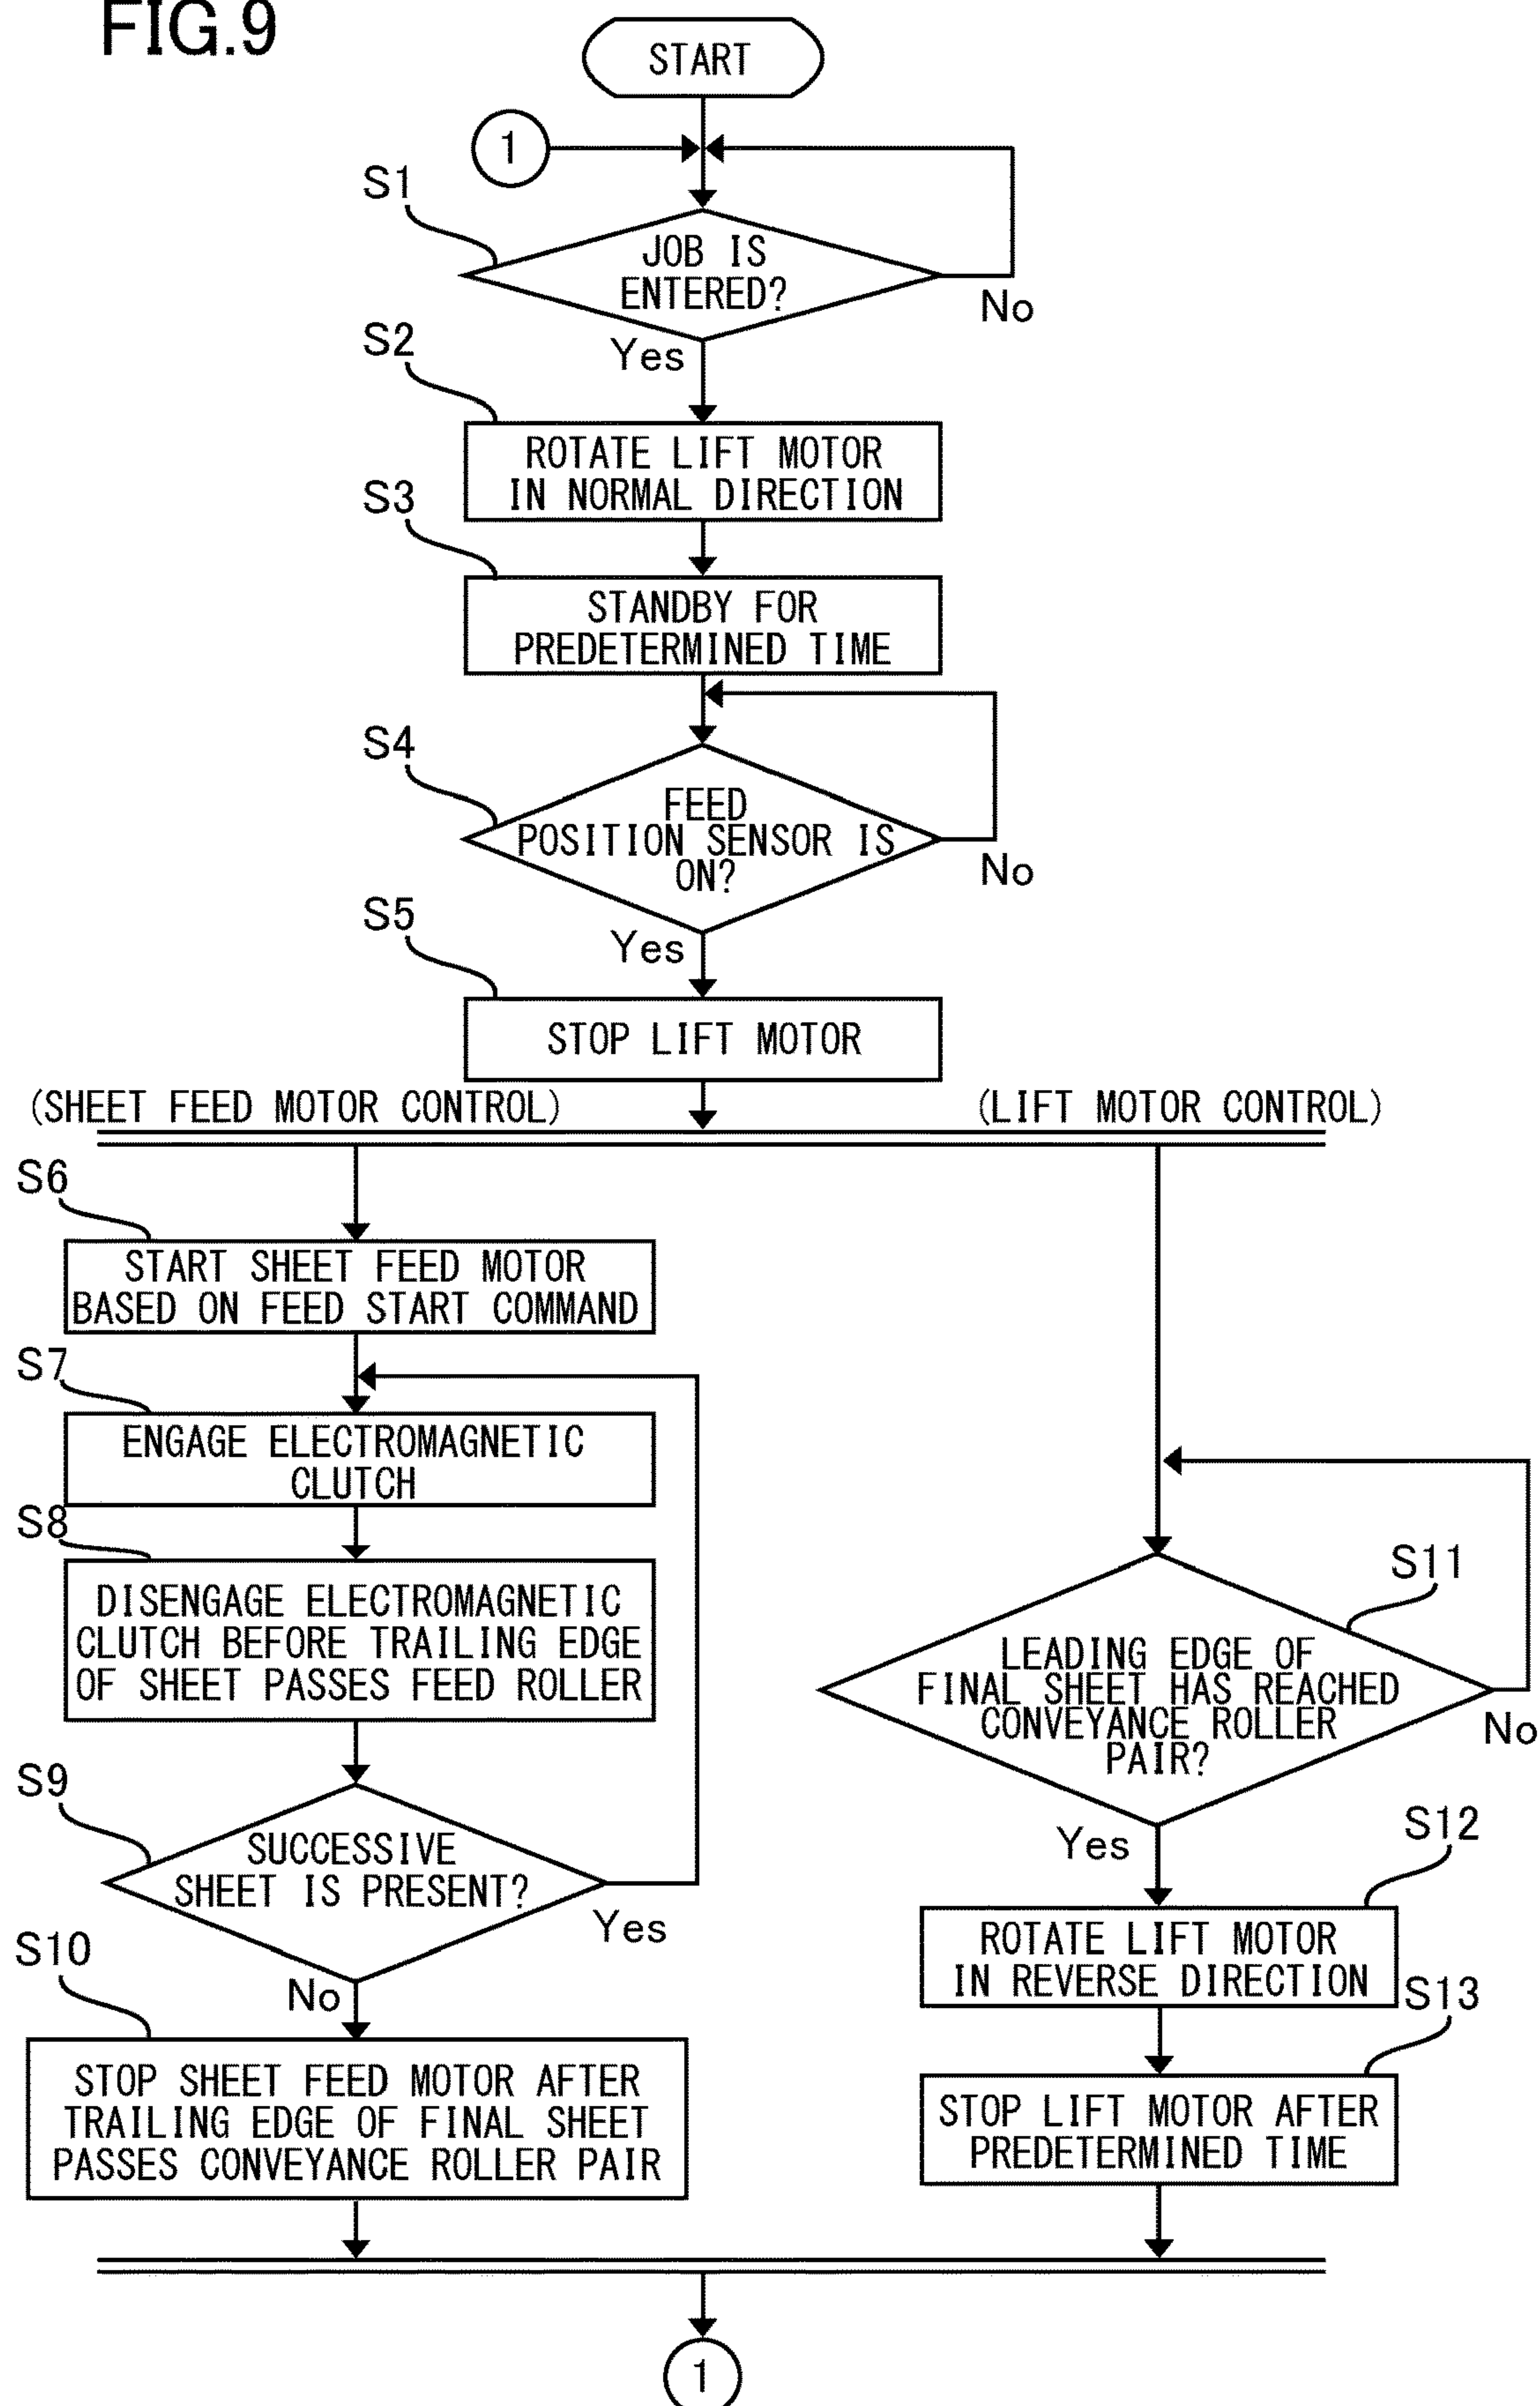 FIG.9
START
1
S1
JOB IS
ENTERED?
No
Yes
S2
ROTATE LIFT MOTOR
IN NORMAL DIRECTION
S3
STANDBY FOR
PREDETERMINED TIME
S4
FEED
POSITION SENSOR IS
ON?
No
Yes
S5
STOP LIFT MOTOR
(SHEET FEED MOTOR CONTROL)
(LIFT MOTOR CONTROL)
S6
START SHEET FEED MOTOR
BASED ON FEED START COMMAND
S7
ENGAGE ELECTROMAGNETIC
CLUTCH
S8
DISENGAGE ELECTROMAGNETIC
CLUTCH BEFORE TRAILING EDGE
OF SHEET PASSES FEED ROLLER
S9
SUCCESSIVE
SHEET IS PRESENT?
Yes
No
S10
STOP SHEET FEED MOTOR AFTER
TRAILING EDGE OF FINAL SHEET
PASSES CONVEYANCE ROLLER PAIR
S11
LEADING EDGE OF
FINAL SHEET HAS REACHED
CONVEYANCE ROLLER
PAIR?
No
Yes
S12
ROTATE LIFT MOTOR
IN REVERSE DIRECTION
S13
STOP LIFT MOTOR AFTER
PREDETERMINED TIME
1